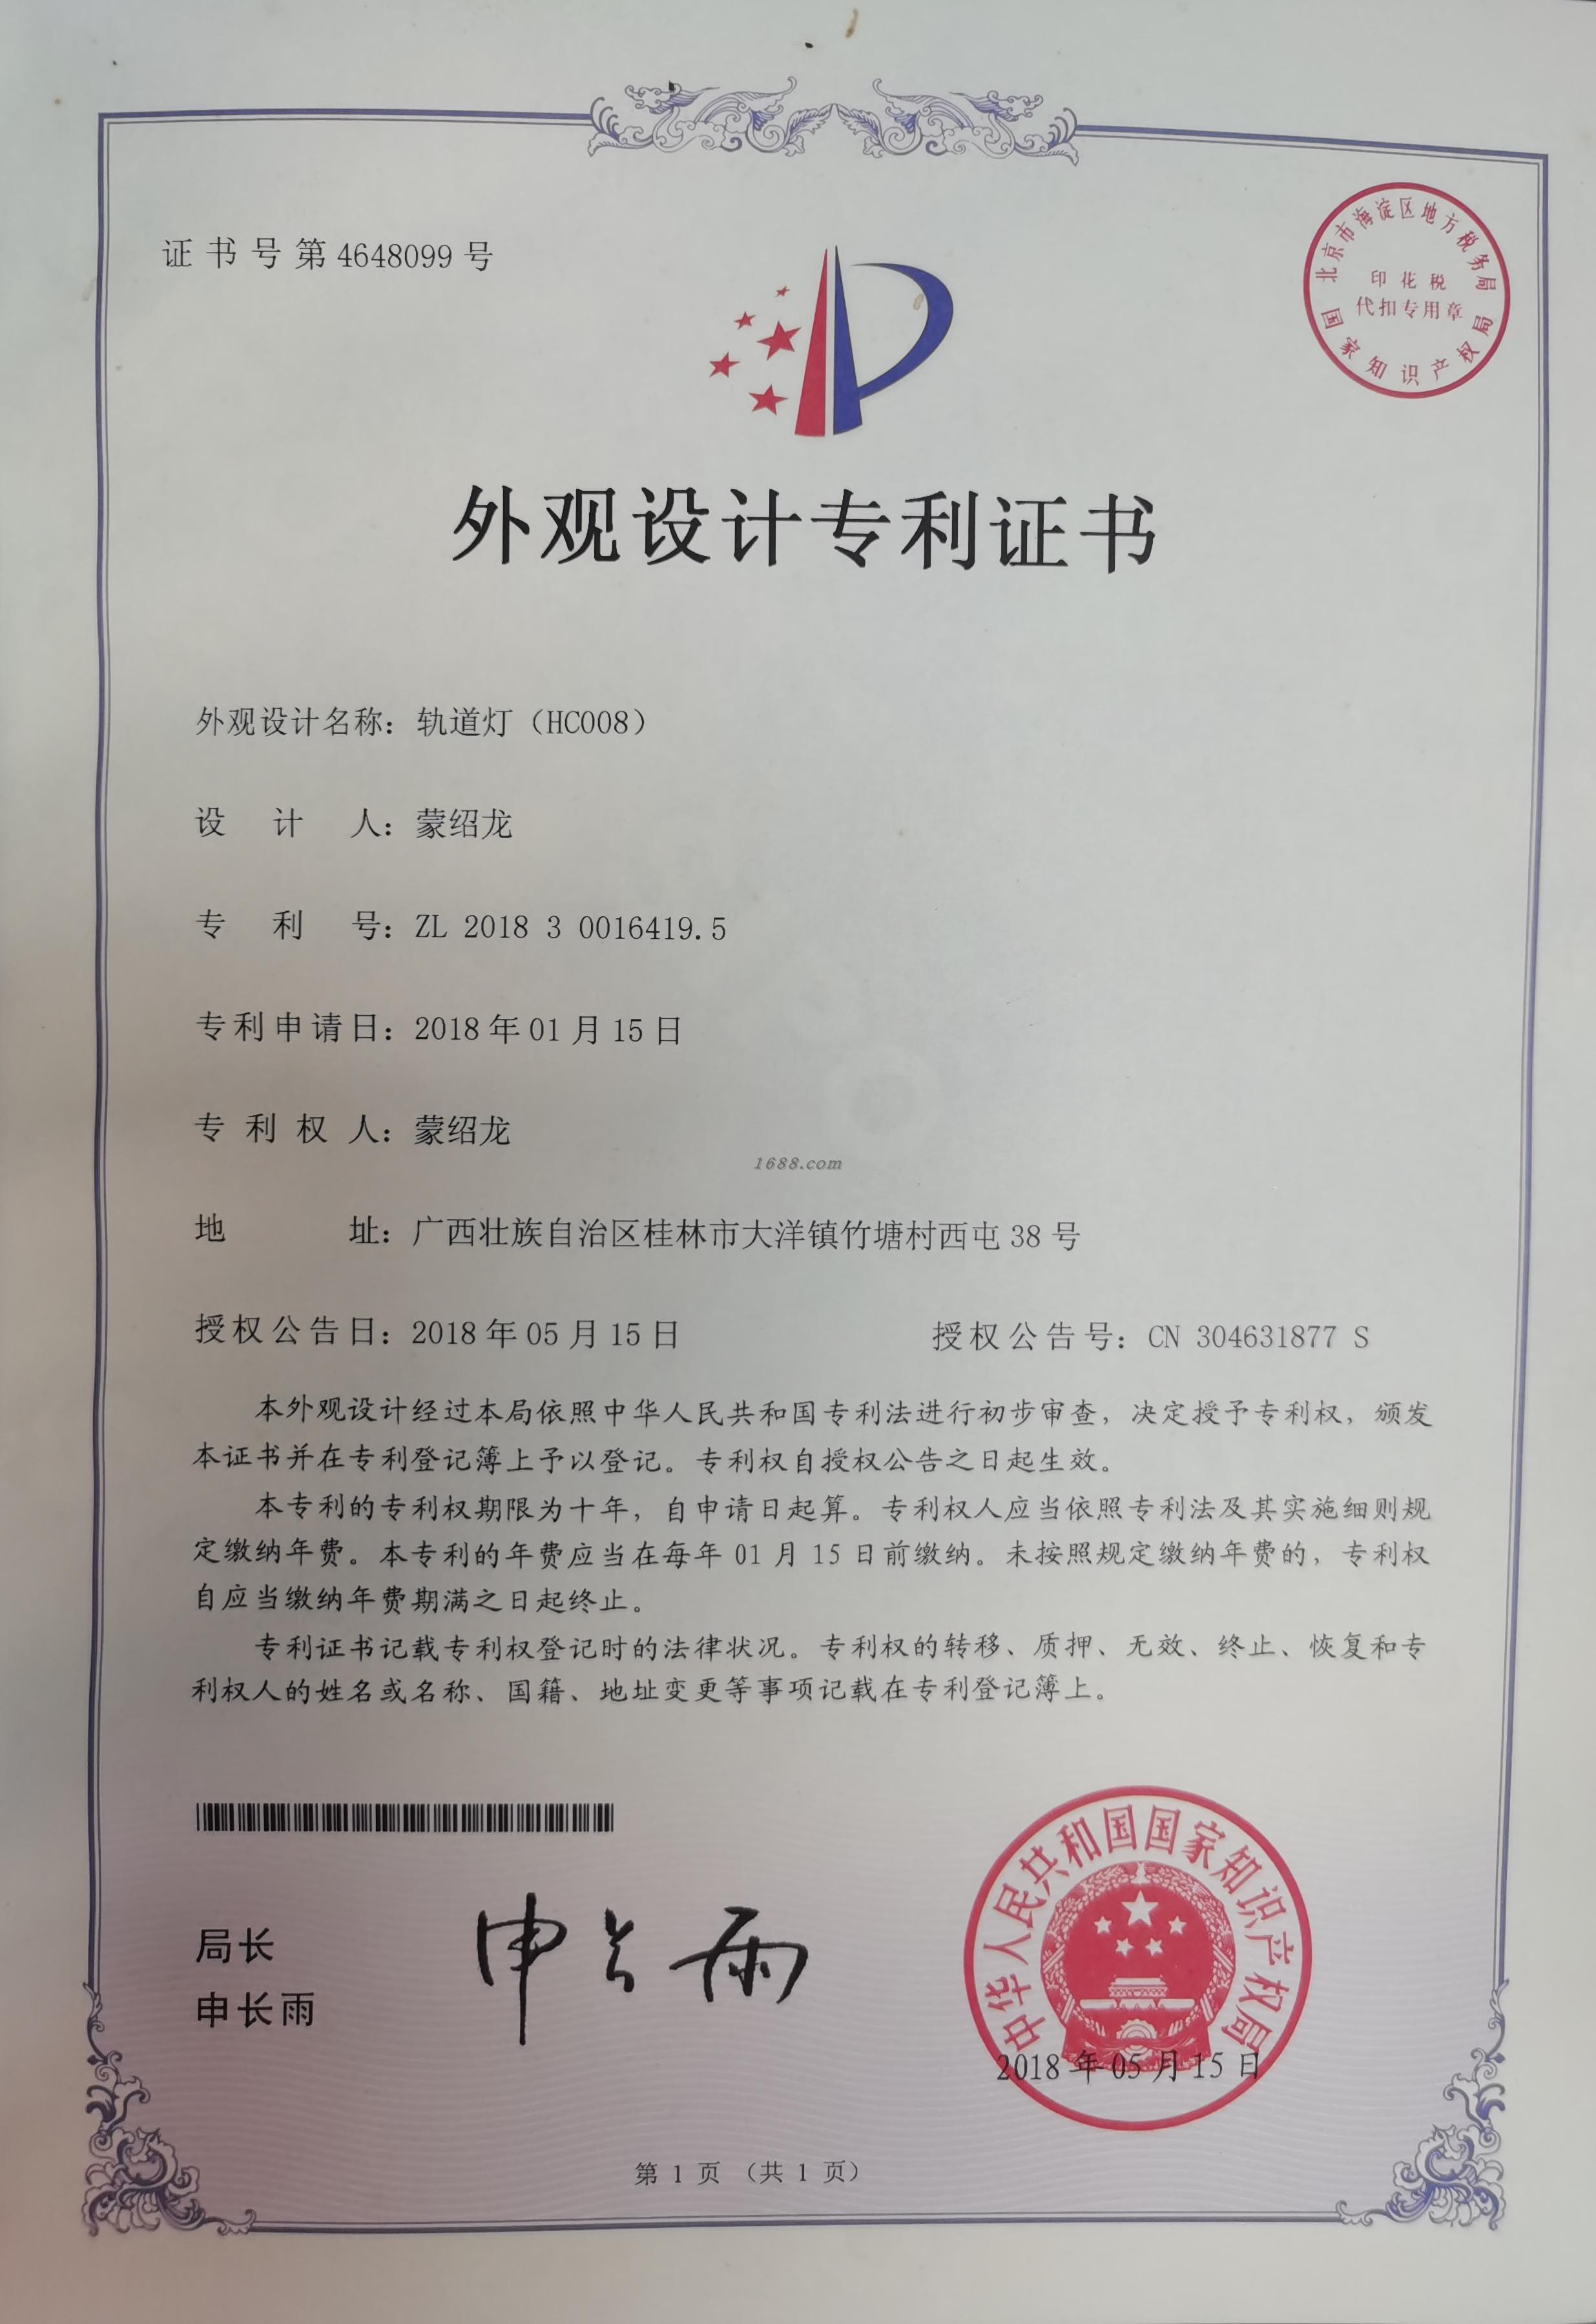 证书号第4648099号
北京市海淀区地方税务局
印花税
代扣专用章
国家知识产权局
外观设计专利证书
外观设计名称：轨道灯（HC008）
设计人：蒙绍龙
专利号：ZL 2018 3 0016419.5
专利申请日：2018年01月15日
专利权人：蒙绍龙
1688.com
地址：广西壮族自治区桂林市大洋镇竹塘村西屯38号
授权公告日：2018年05月15日 授权公告号：CN 304631877 S
本外观设计经过本局依照中华人民共和国专利法进行初步审查，决定授予专利权，颁发
本证书并在专利登记簿上予以登记。专利权自授权公告之日起生效。
本专利的专利权期限为十年，自申请日起算。专利权人应当依照专利法及其实施细则规
定缴纳年费。本专利的年费应当在每年01月15日前缴纳。未按照规定缴纳年费的，专利权
自应当缴纳年费期满之日起终止。
专利证书记载专利权登记时的法律状况。专利权的转移、质押、无效、终止、恢复和专
利权人的姓名或名称、国籍、地址变更等事项记载在专利登记簿上。
局长
申长雨
申长雨
中华人民共和国国家知识产权局
2018年05月15日
第1页（共1页）